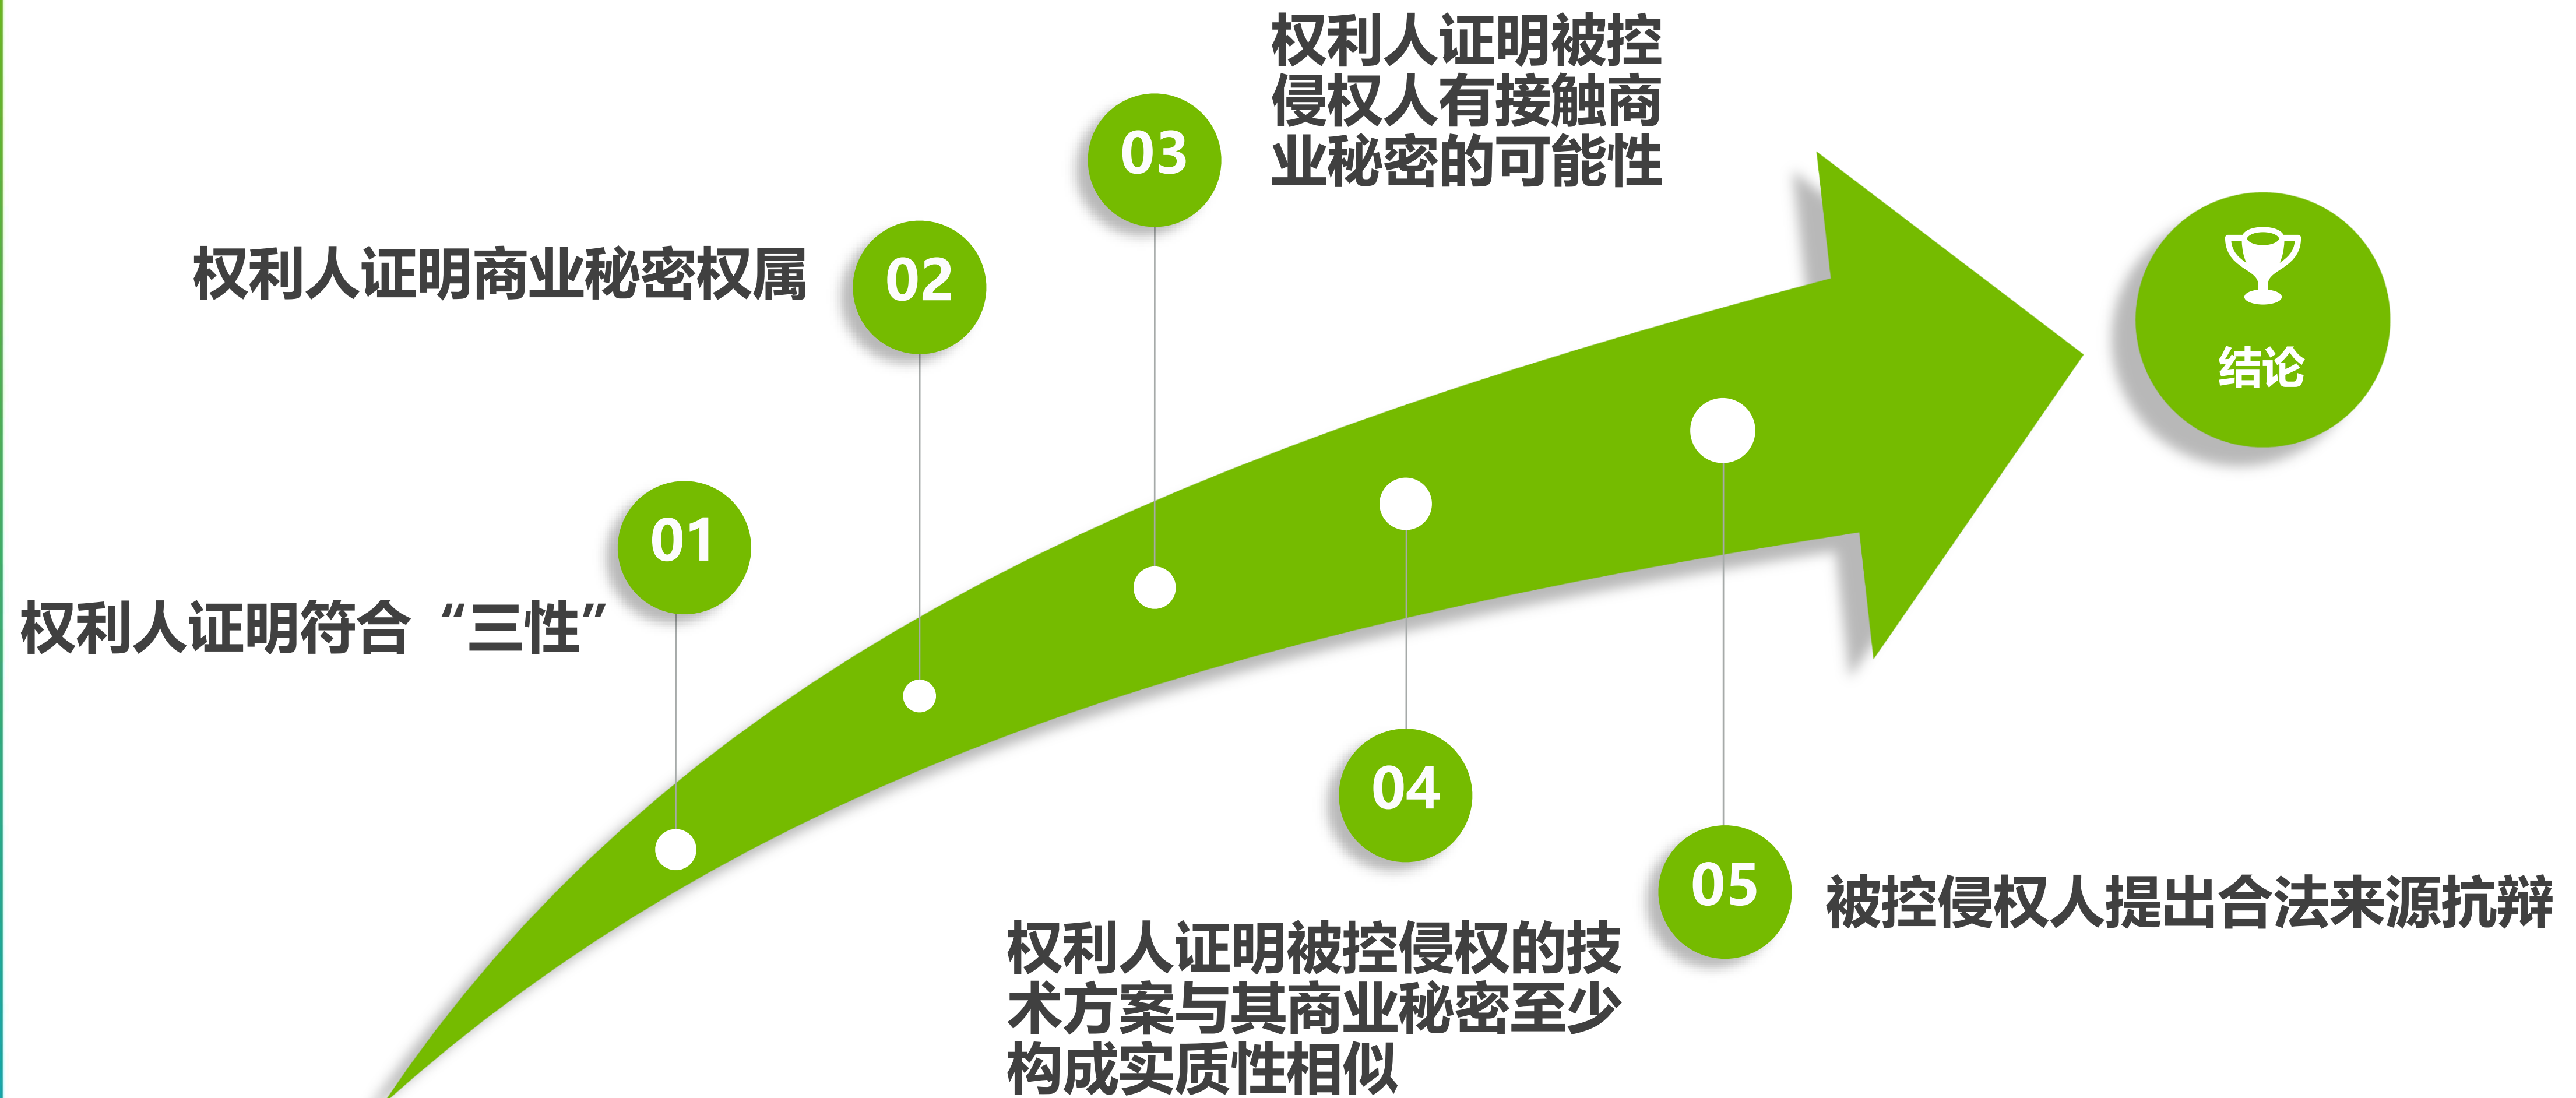 01
权利人证明符合“三性”
02
权利人证明商业秘密权属
03
权利人证明被控
侵权人有接触商
业秘密的可能性
04
权利人证明被控侵权的技
术方案与其商业秘密至少
构成实质性相似
05
被控侵权人提出合法来源抗辩
结论